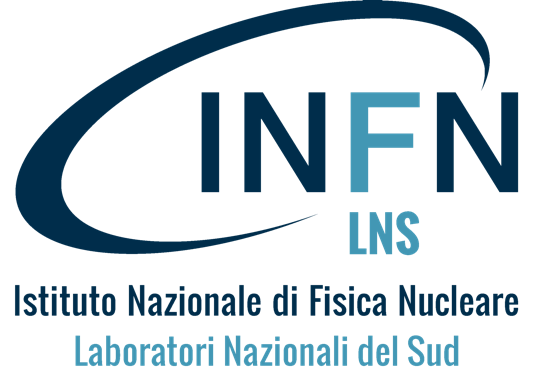 INFN
LNS
Istituto Nazionale di Fisica Nucleare
Laboratori Nazionali del Sud